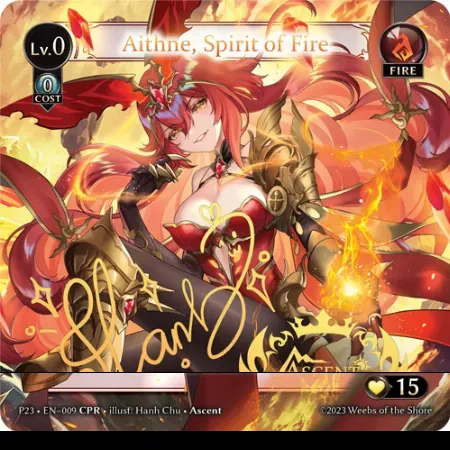 Lv.0
Aithne, Spirit of Fire
FIRE
0
COST
Hanh
ASCENT
15
P23 • EN-009 CPR • illust: Hanh Chu • Ascent
©2023 Weebs of the Shore